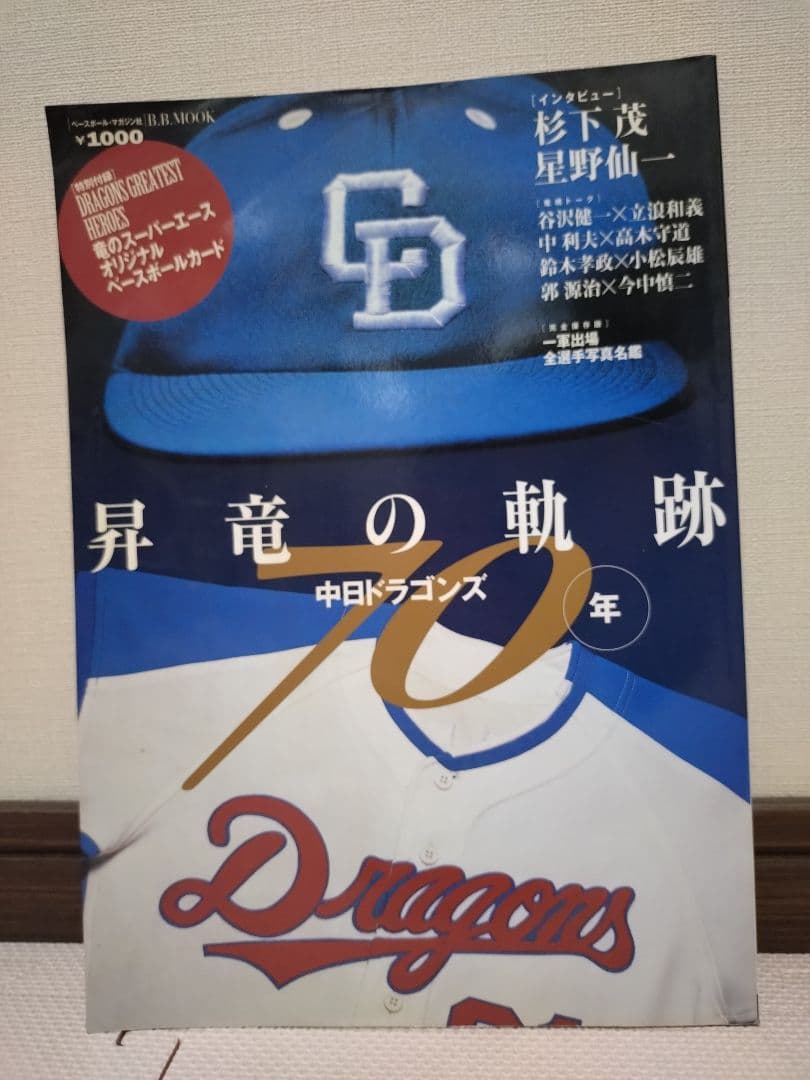 [ベースボール・マガジン社] B.B.MOOK
¥1000
[特別付録]
DRAGONS GREATEST
HEROES
竜のスーパーエース
オリジナル
ベースボールカード
CD
[インタビュー]
杉下 茂
星野仙一
谷沢健一×立浪和義
中 利夫×高木守道
鈴木孝政×小松辰雄
郭 源治×今中慎二
[完全保存版]
一軍出場
全選手写真名鑑
昇竜の軌跡
中日ドラゴンズ
70年
Dragons